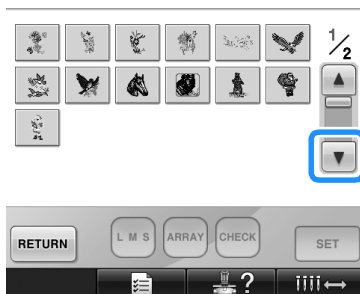 1/2
RETURN
L M S
ARRAY
CHECK
SET
?